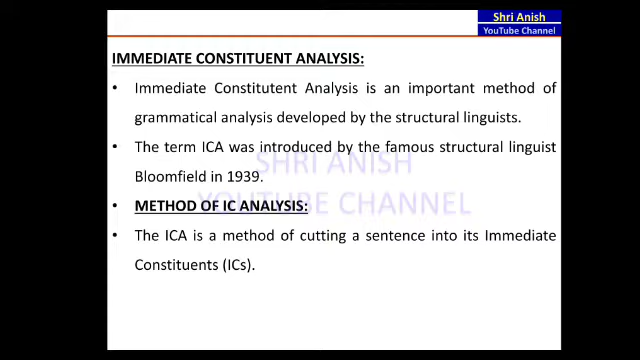 Shri Anish
YouTube Channel
IMMEDIATE CONSTITUENT ANALYSIS:
• Immediate Constitutent Analysis is an important method of
grammatical analysis developed by the structural linguists.
• The term ICA was introduced by the famous structural linguist
Bloomfield in 1939.
SHRI ANISH
YOUTUBE CHANNEL
• METHOD OF IC ANALYSIS:
• The ICA is a method of cutting a sentence into its Immediate
Constituents (ICs).